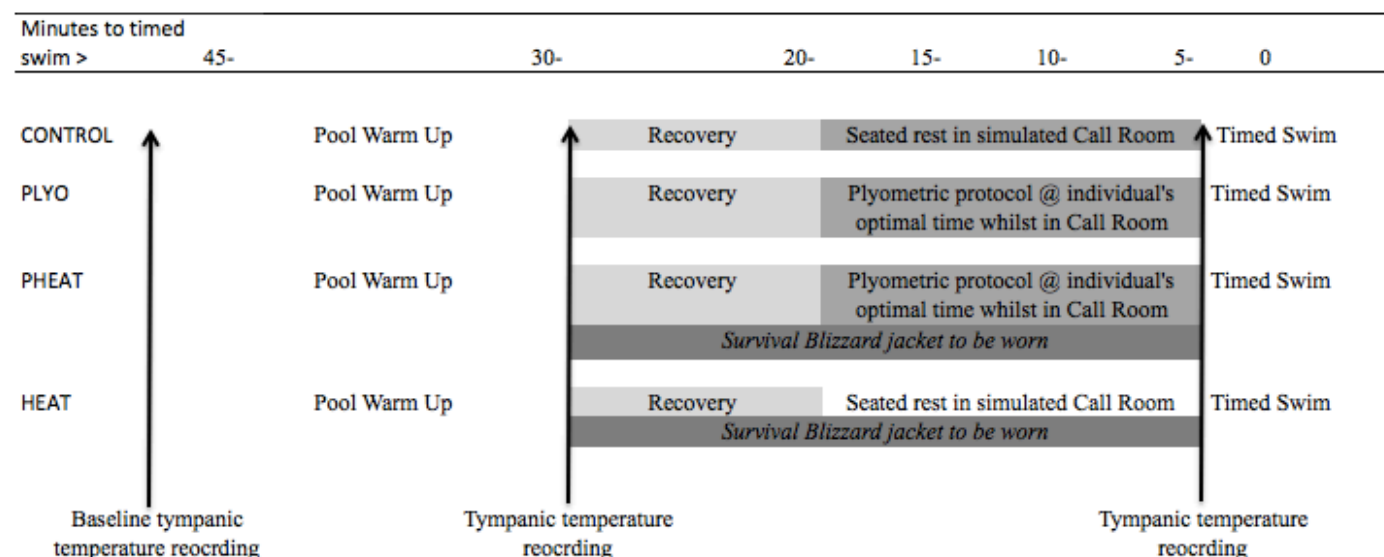 Minutes to timed
swim > 45- 30- 20- 15- 10- 5- 0
CONTROL Pool Warm Up Recovery Seated rest in simulated Call Room Timed Swim
PLYO Pool Warm Up Recovery Plyometric protocol @ individual's Timed Swim
optimal time whilst in Call Room
PHEAT Pool Warm Up Recovery Plyometric protocol @ individual's Timed Swim
optimal time whilst in Call Room
Survival Blizzard jacket to be worn
HEAT Pool Warm Up Recovery Seated rest in simulated Call Room Timed Swim
Survival Blizzard jacket to be worn
Baseline tympanic Tympanic temperature Tympanic temperature
temperature reocrding reocrding reocrding